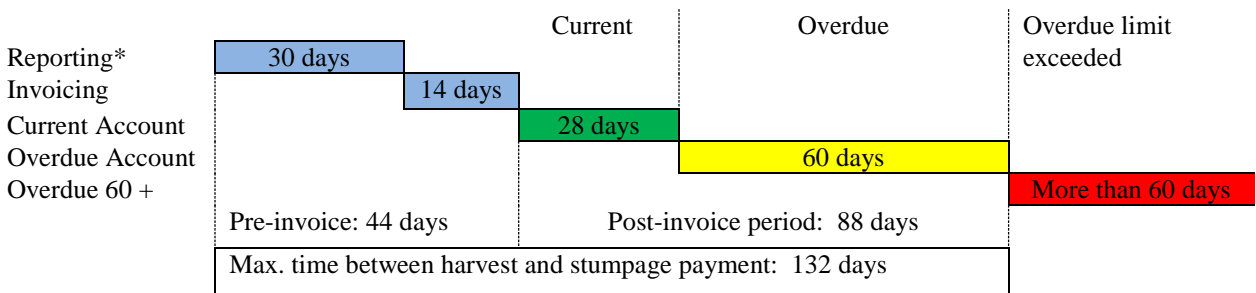 Current Overdue Overdue limit
Reporting* 30 days exceeded
Invoicing 14 days
Current Account 28 days
Overdue Account 60 days
Overdue 60 + More than 60 days
Pre-invoice: 44 days Post-invoice period: 88 days
Max. time between harvest and stumpage payment: 132 days